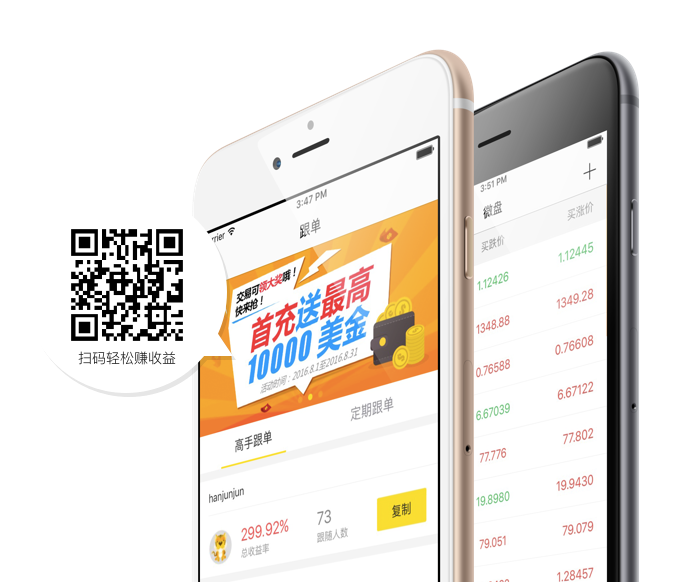 扫码轻松赚收益
rrier
3:47 PM
跟单
交易可领大奖哦！
快来抢！
首充送最高
10000 美金
活动时间：2016.8.1至2016.8.31
高手跟单
定期跟单
hanjunjun
299.92%
总收益率
73
跟随人数
复制
3:51 PM
微盘
买跌价
买涨价
1.12426
1.12445
1348.88
1349.28
0.76588
0.76608
6.67039
6.67122
77.776
77.802
19.8980
19.9430
79.051
79.079
1.28457